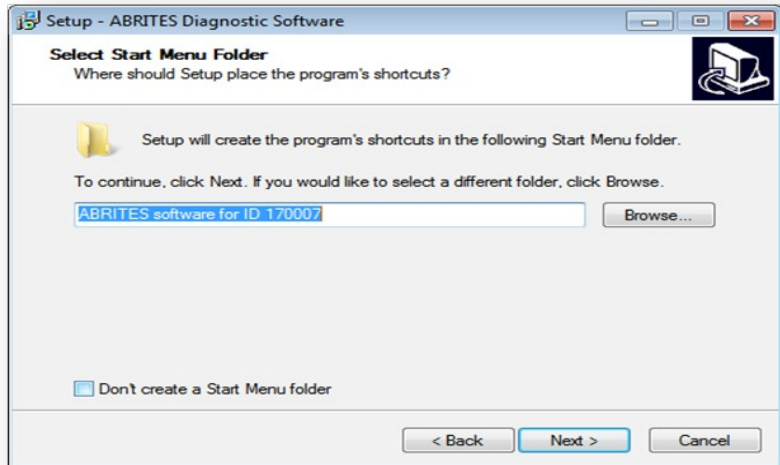 Setup - ABRITES Diagnostic Software
Select Start Menu Folder
Where should Setup place the program's shortcuts?
Setup will create the program's shortcuts in the following Start Menu folder.
To continue, click Next. If you would like to select a different folder, click Browse.
ABRITES software for ID 170007
Browse...
Don't create a Start Menu folder
< Back
Next >
Cancel